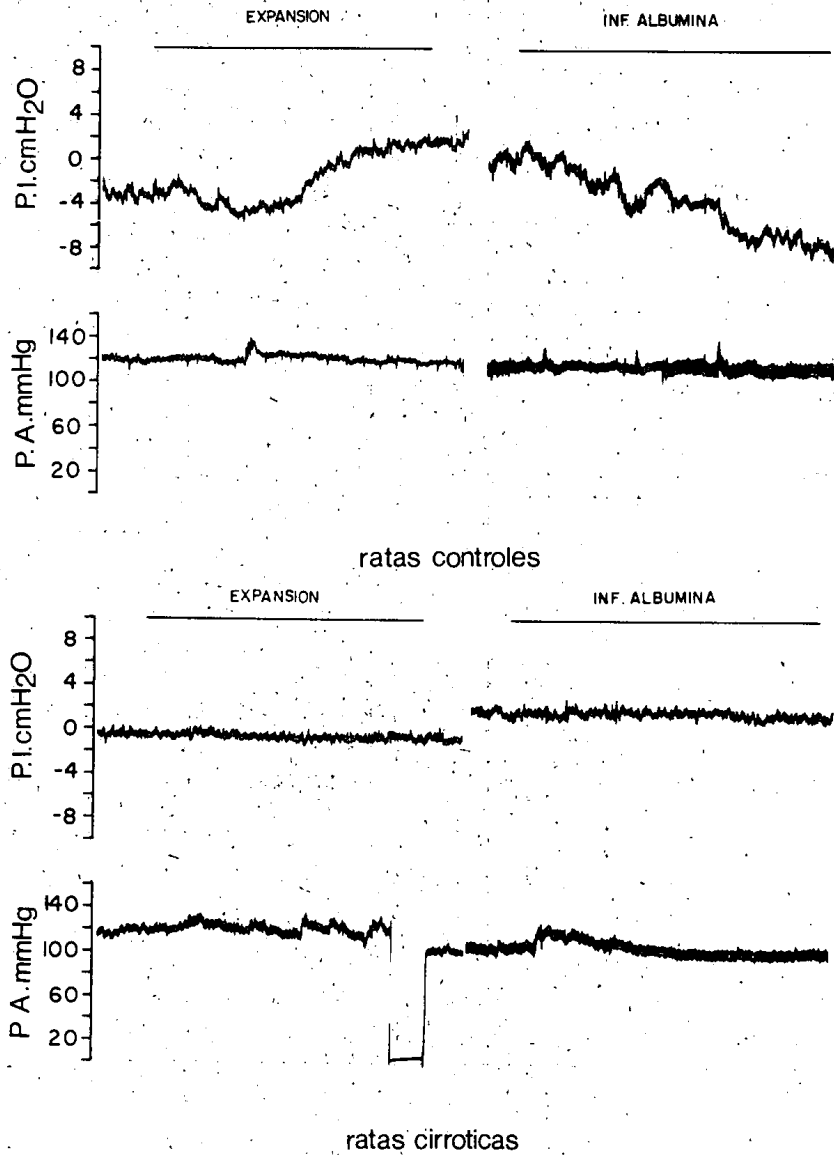 EXPANSION
INF. ALBUMINA
P.I.cmH2O
8
4
0
-4
-8
P.A.mmHg
140
100
60
20
ratas controles
EXPANSION
INF. ALBUMINA
P.I.cmH2O
8
4
0
-4
-8
P A.mmHg
140
100
60
20
ratas cirroticas